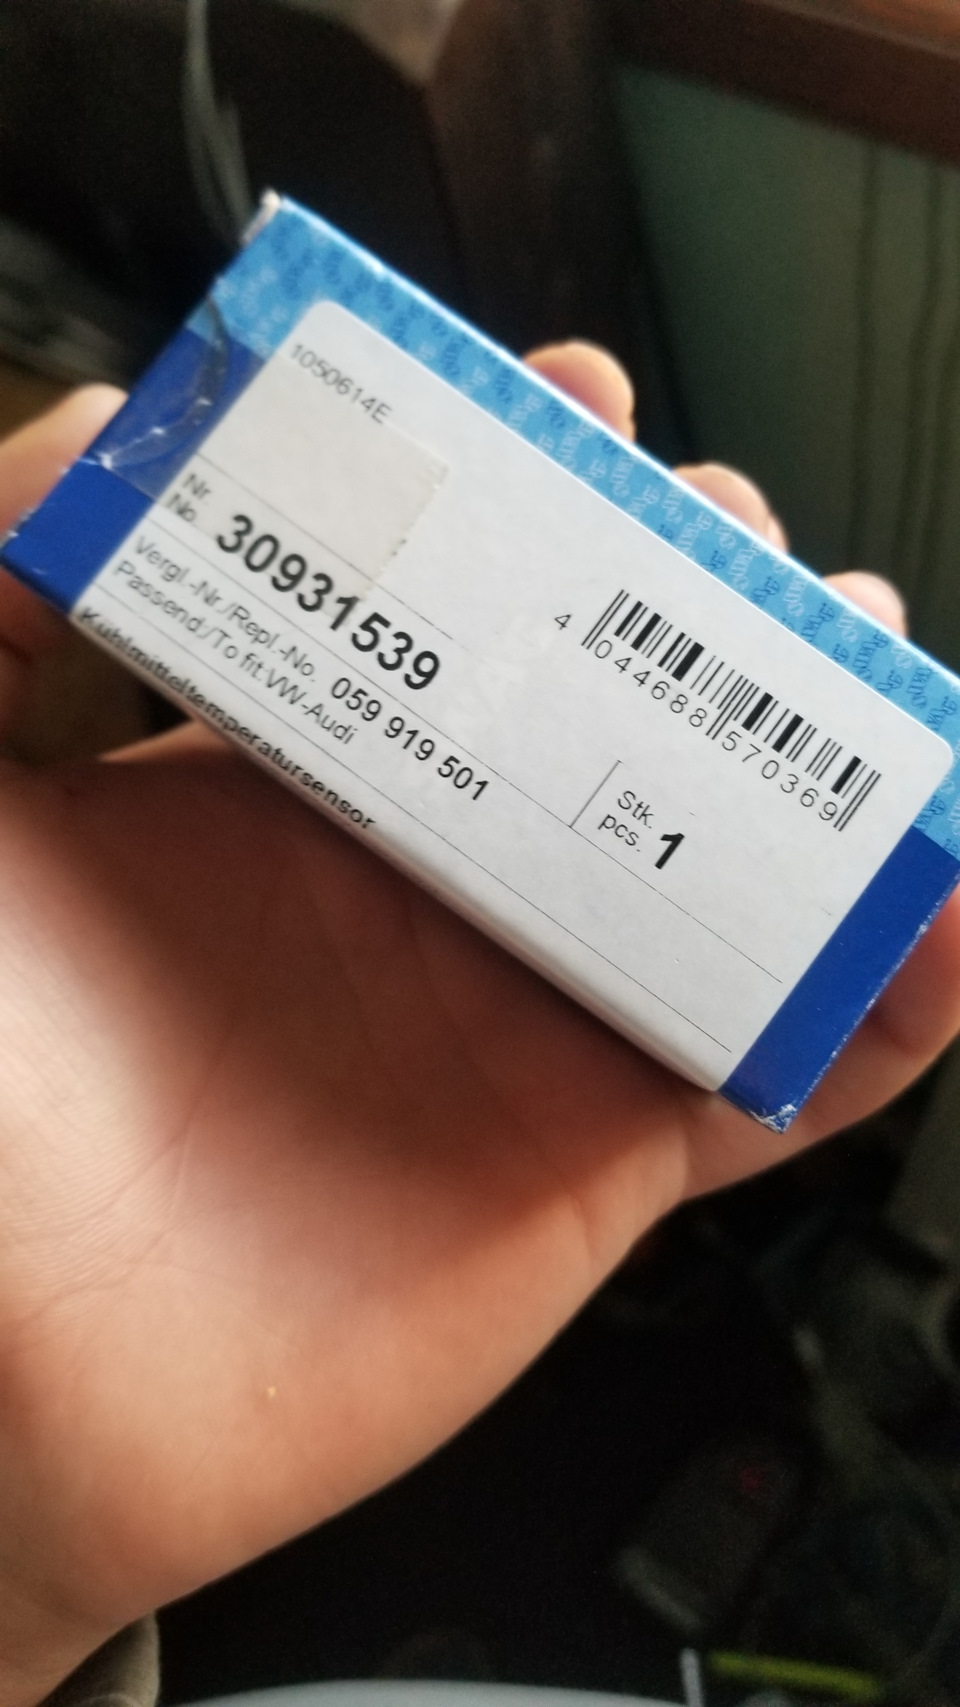 1050614E
Nr.
No. 30931539
Vergl.-Nr./Repl.-No. 059 919 501
Passend:/To fit:VW-Audi
Kühlmitteltemperatursensor
4 044688 570369
Stk.
pcs. 1